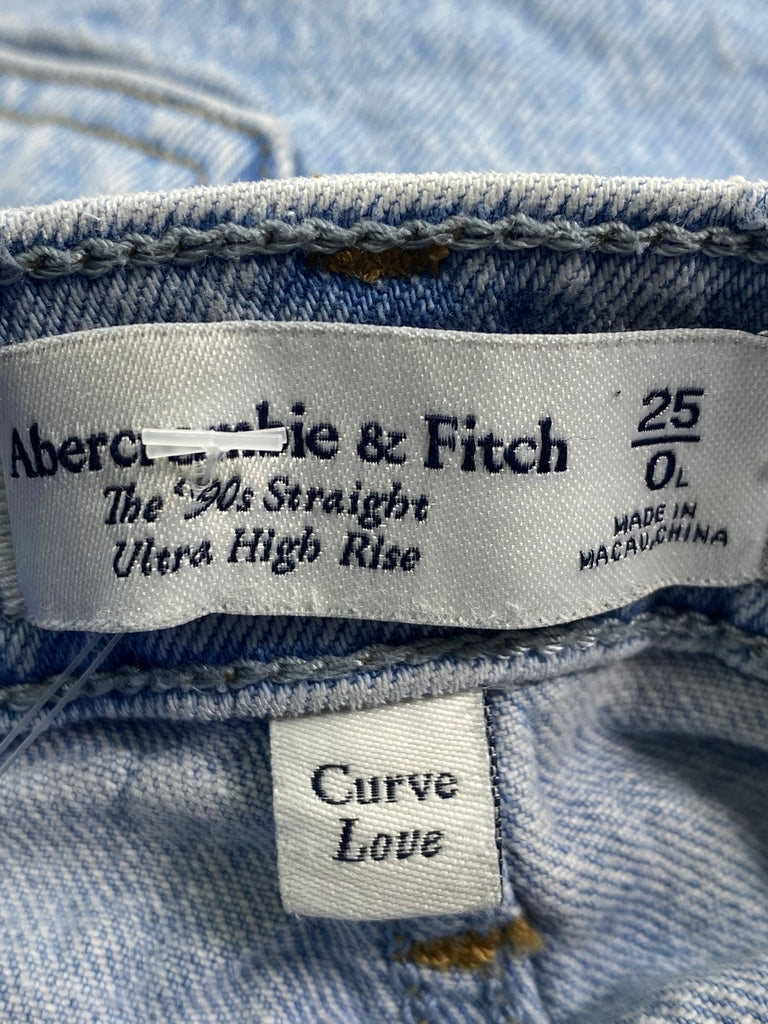 Abercrombie & Fitch
The '90s Straight
Ultra High Rise
25
0L
MADE IN
MACAU, CHINA
Curve
Love